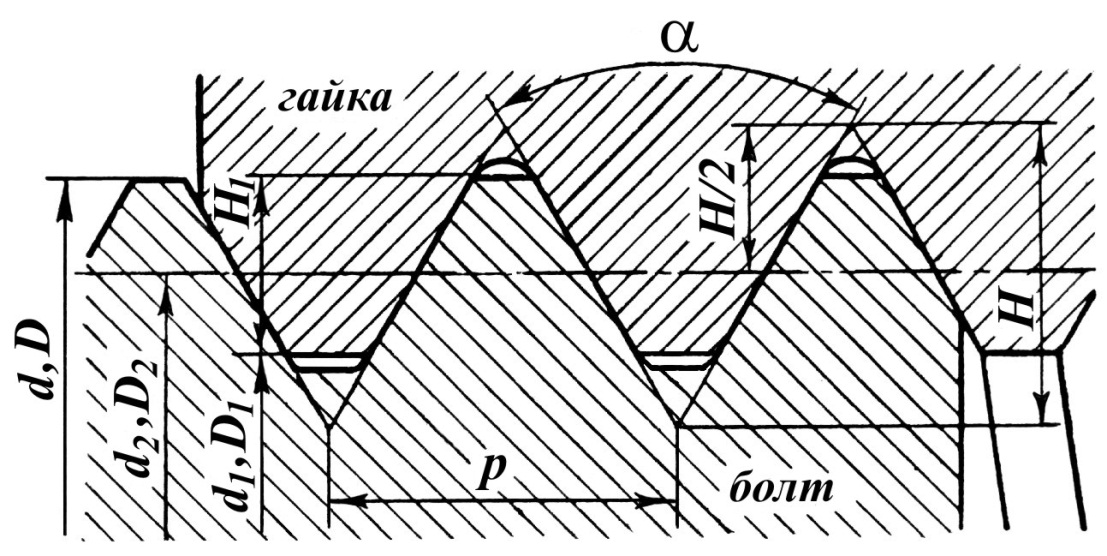 α
гайка
H₁
H/2
H
d,D
d₂,D₂
d₁,D₁
p
болт